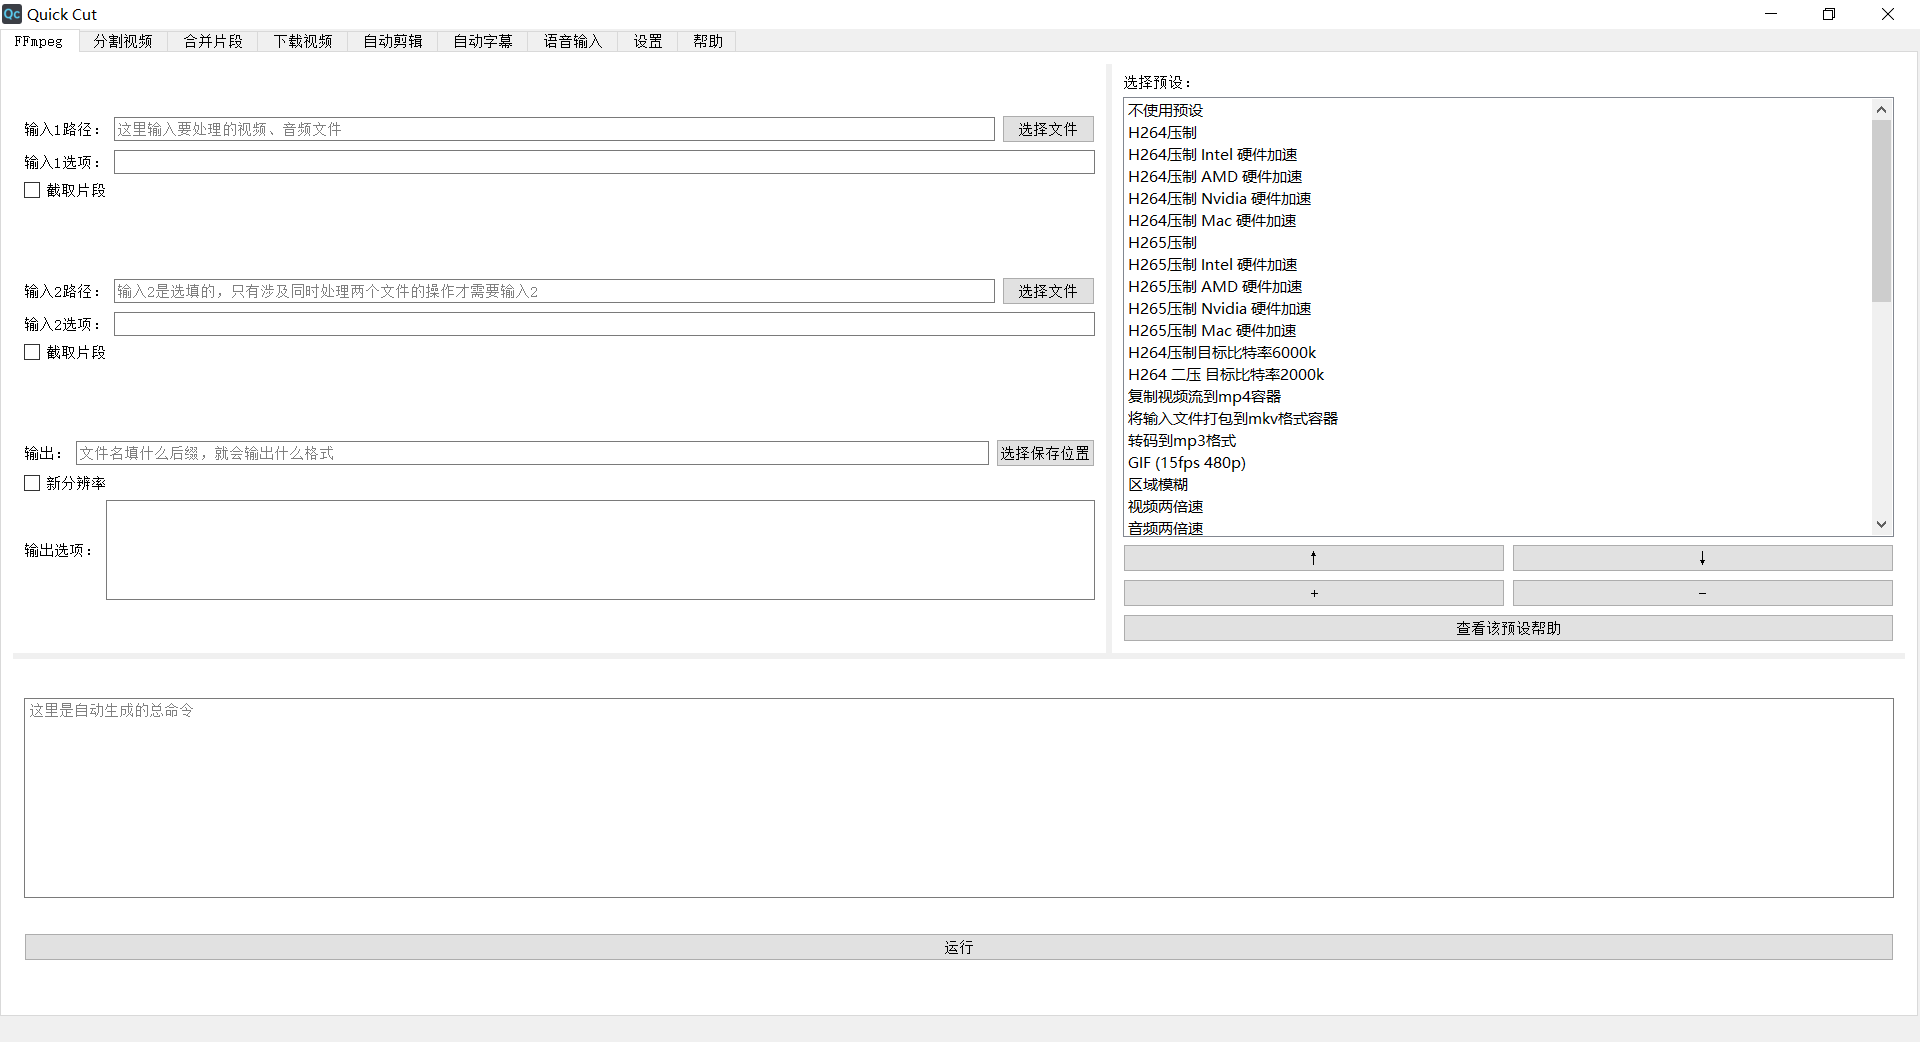 Qc Quick Cut
FFmpeg 分割视频 合并片段 下载视频 自动剪辑 自动字幕 语音输入 设置 帮助
输入1路径： 这里输入要处理的视频、音频文件 选择文件
输入1选项：
截取片段
输入2路径： 输入2是选填的，只有涉及同时处理两个文件的操作才需要输入2 选择文件
输入2选项：
截取片段
输出： 文件名填什么后缀，就会输出什么格式 选择保存位置
新分辨率
输出选项：
选择预设：
不使用预设
H264压制
H264压制 Intel 硬件加速
H264压制 AMD 硬件加速
H264压制 Nvidia 硬件加速
H264压制 Mac 硬件加速
H265压制
H265压制 Intel 硬件加速
H265压制 AMD 硬件加速
H265压制 Nvidia 硬件加速
H265压制 Mac 硬件加速
H264压制目标比特率6000k
H264 二压 目标比特率2000k
复制视频流到mp4容器
将输入文件打包到mkv格式容器
转码到mp3格式
GIF (15fps 480p)
区域模糊
视频两倍速
音频两倍速
↑ ↓
+ -
查看该预设帮助
这里是自动生成的总命令
运行